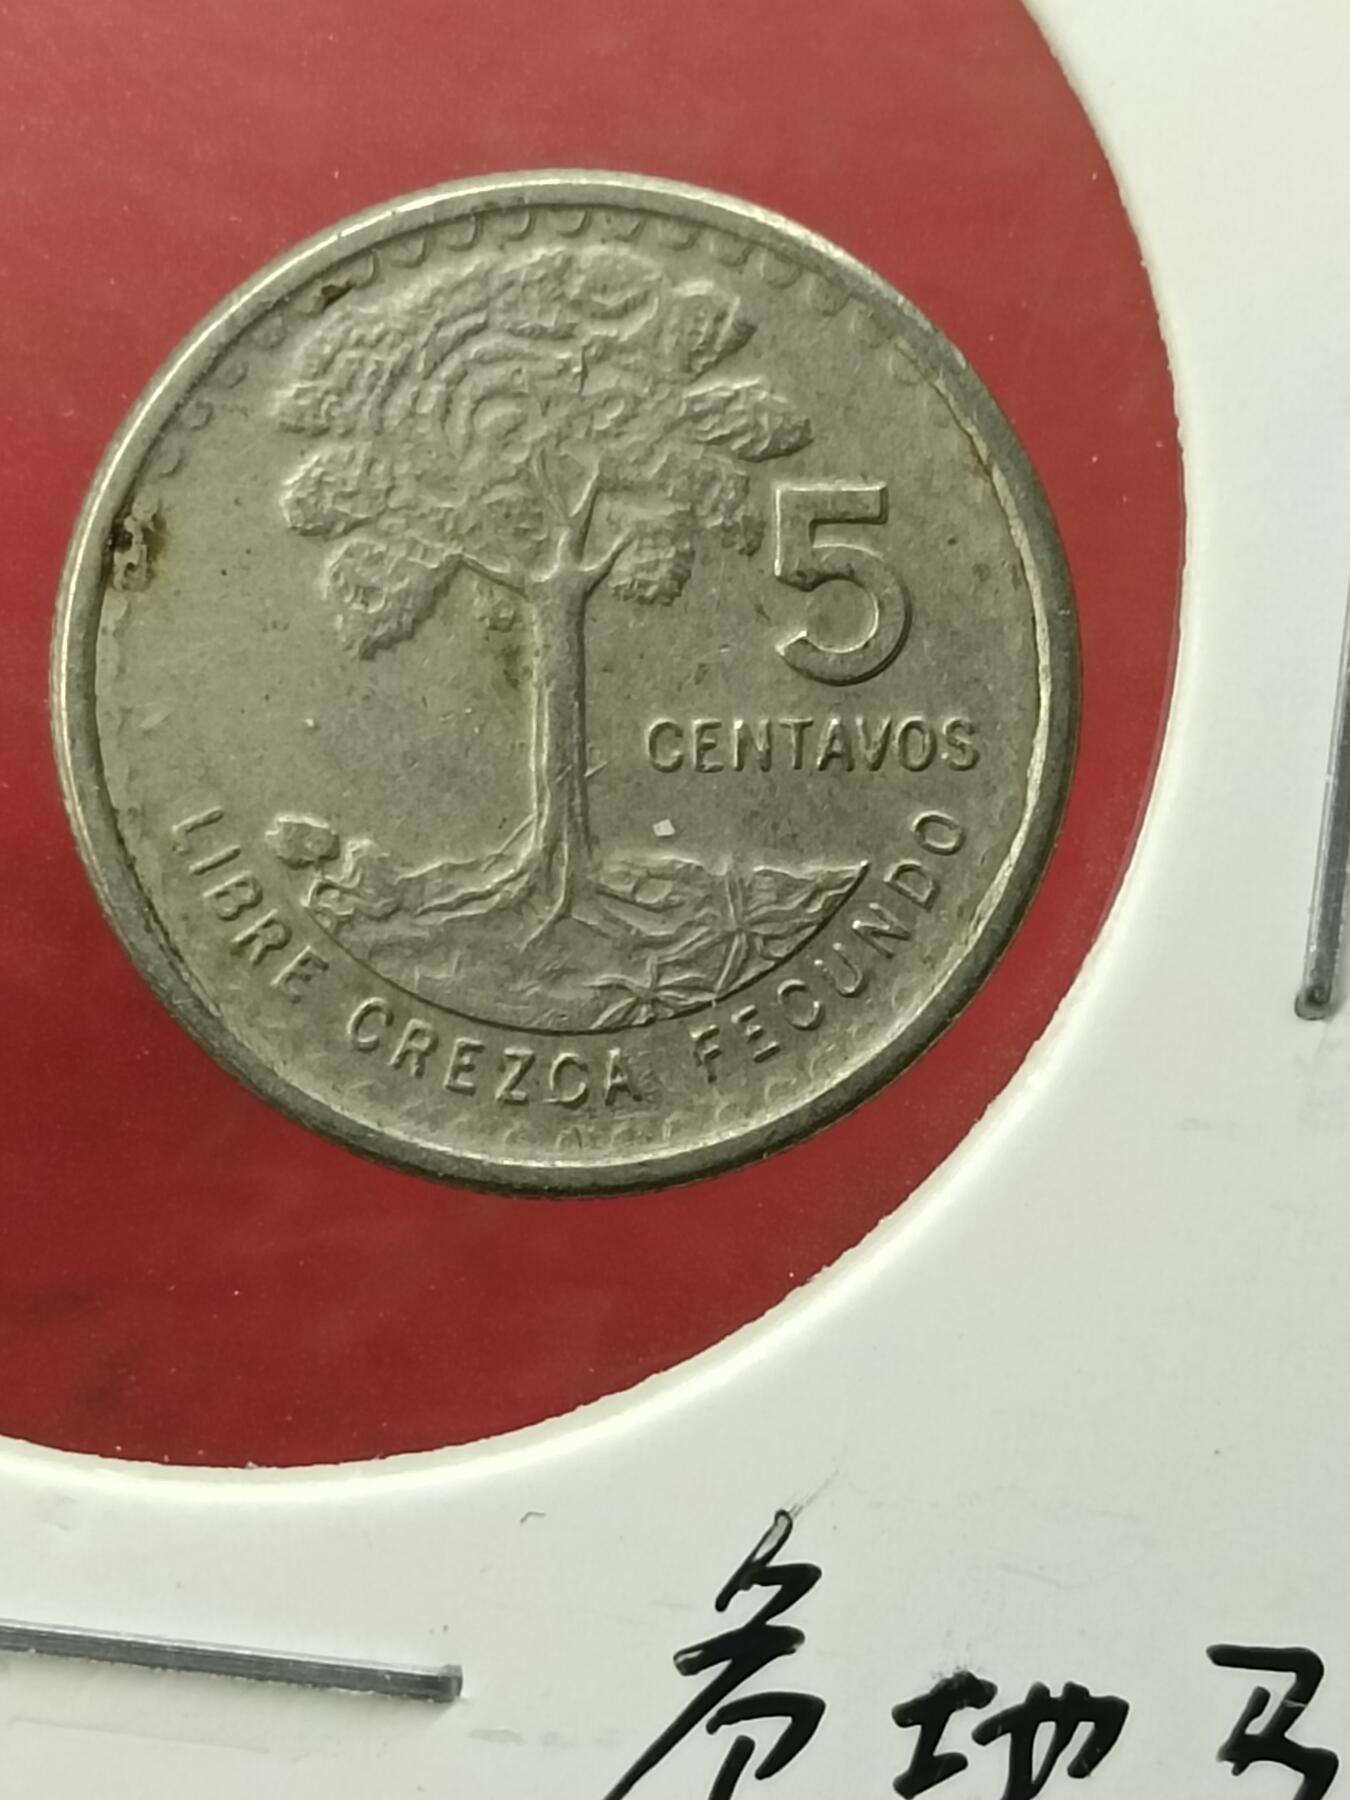 5
CENTAVOS
LIBRE CREZCA FECUNDO
危地马